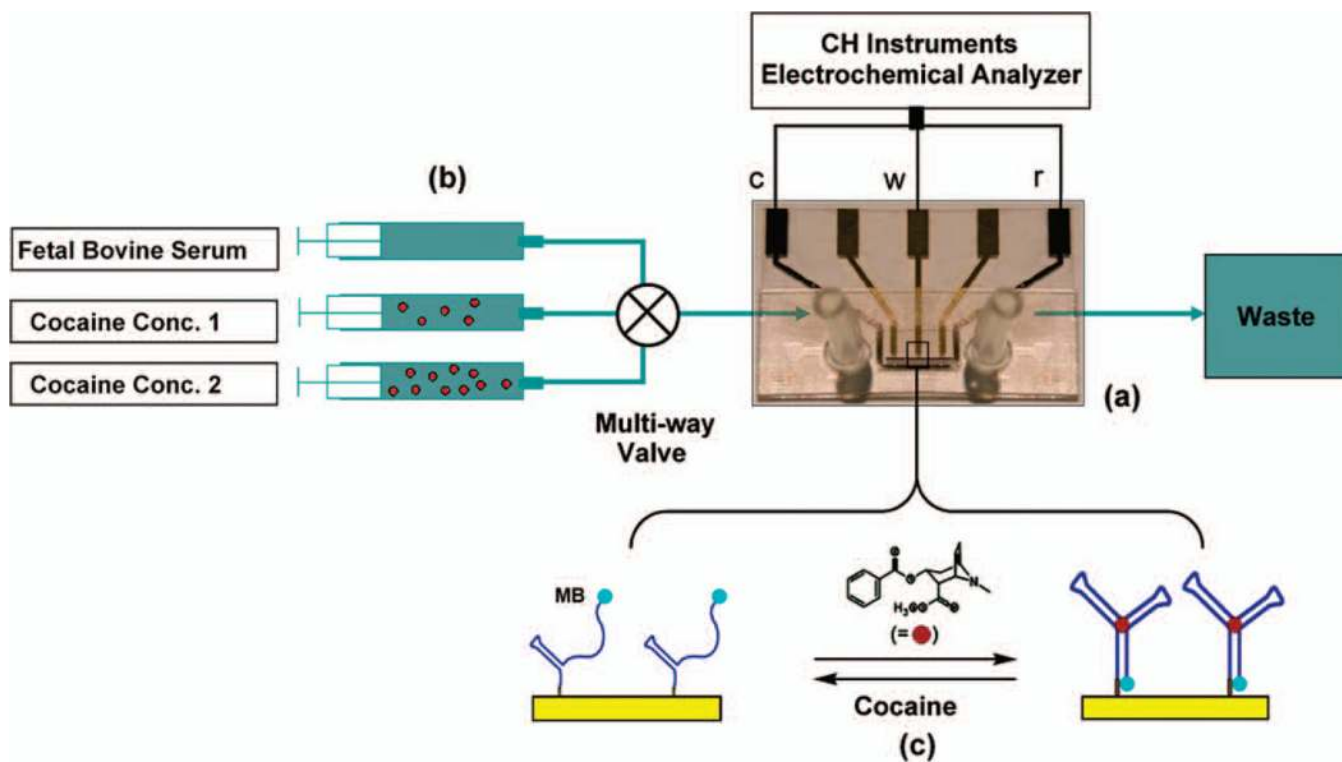 CH Instruments
Electrochemical Analyzer
(b)
c
w
r
Fetal Bovine Serum
Cocaine Conc. 1
Cocaine Conc. 2
Multi-way
Valve
Waste
(a)
MB
N
(= )
Cocaine
(c)